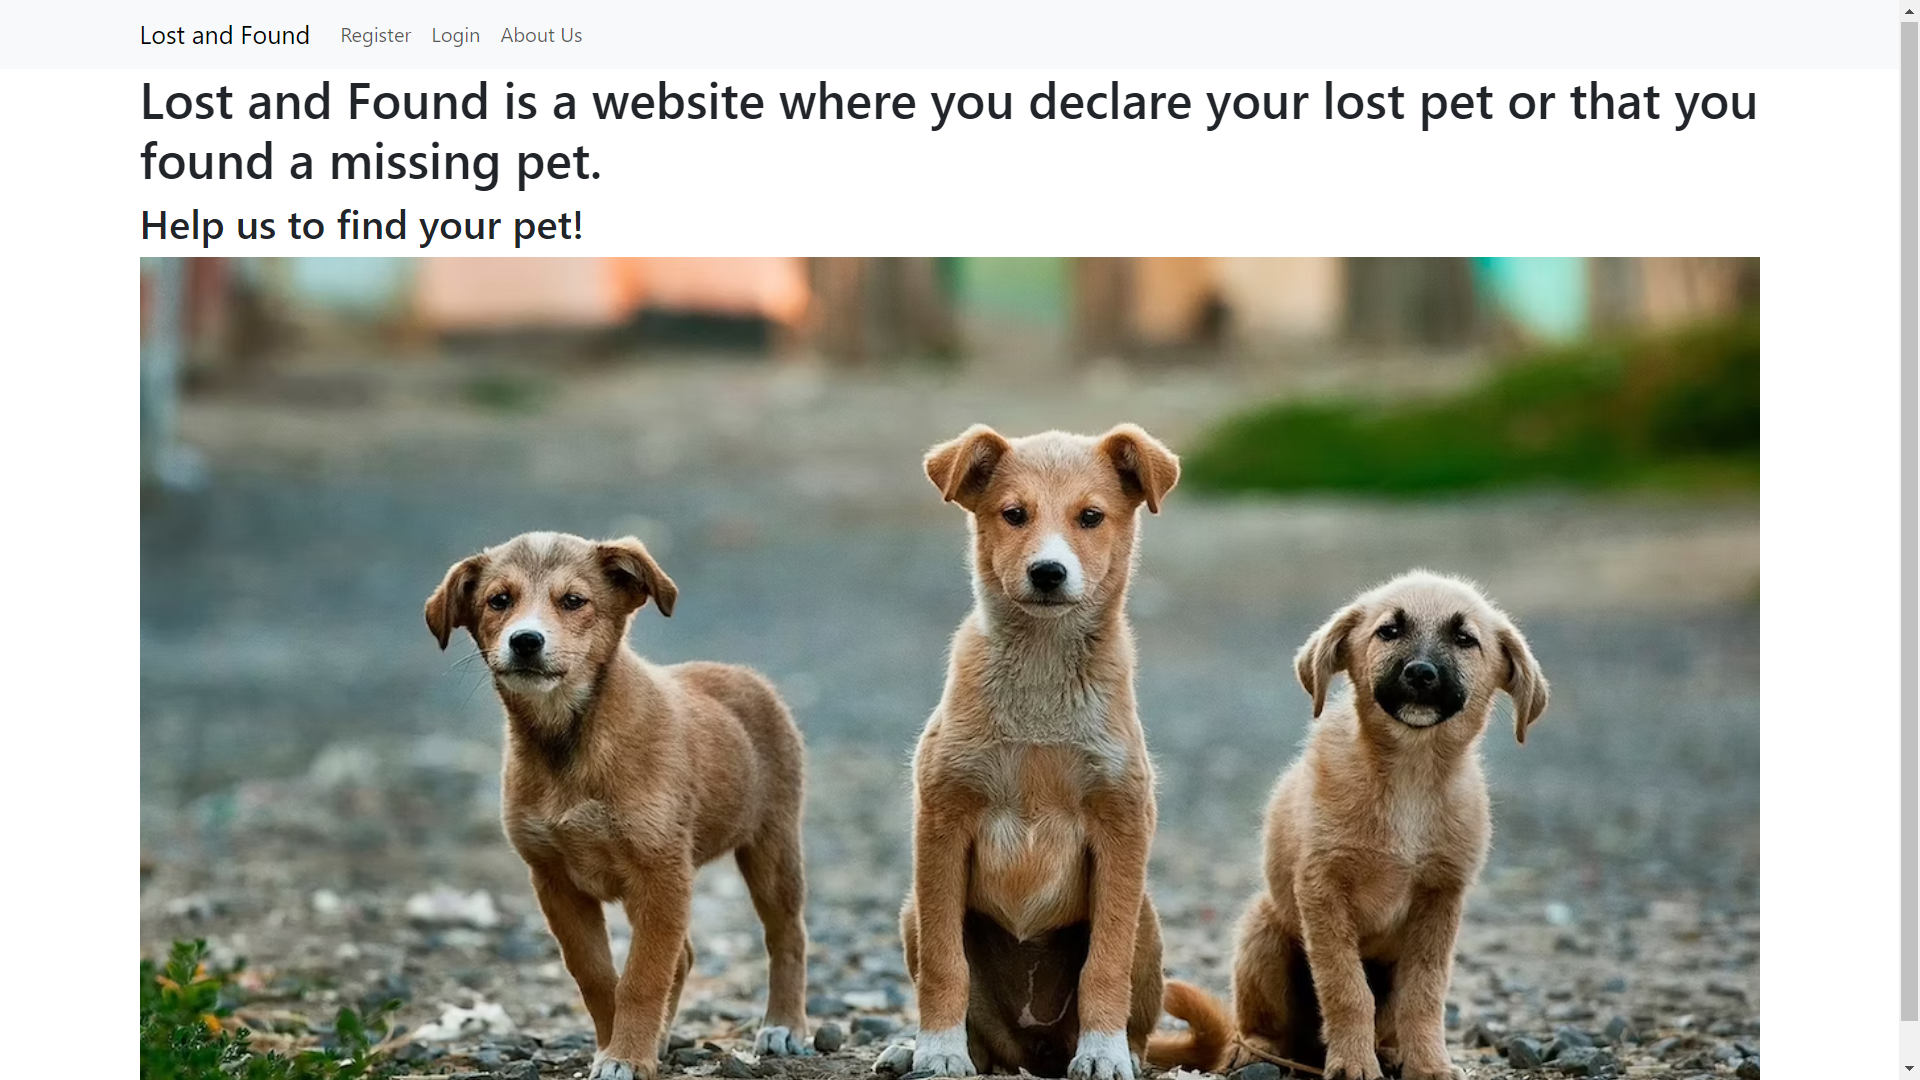 Lost and Found Register Login About Us
Lost and Found is a website where you declare your lost pet or that you
found a missing pet.
Help us to find your pet!